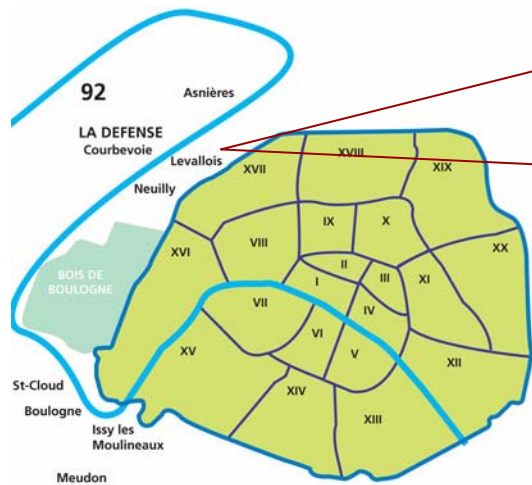 92
Asnières
LA DEFENSE
Courbevoie
Levallois
Neuilly
XVII
XVIII
XIX
BOIS DE
BOULOGNE
XVI
VIII
IX
X
XX
II
I
III
XI
VII
IV
VI
V
XV
XII
XIV
XIII
St-Cloud
Boulogne
Issy les
Moulineaux
Meudon